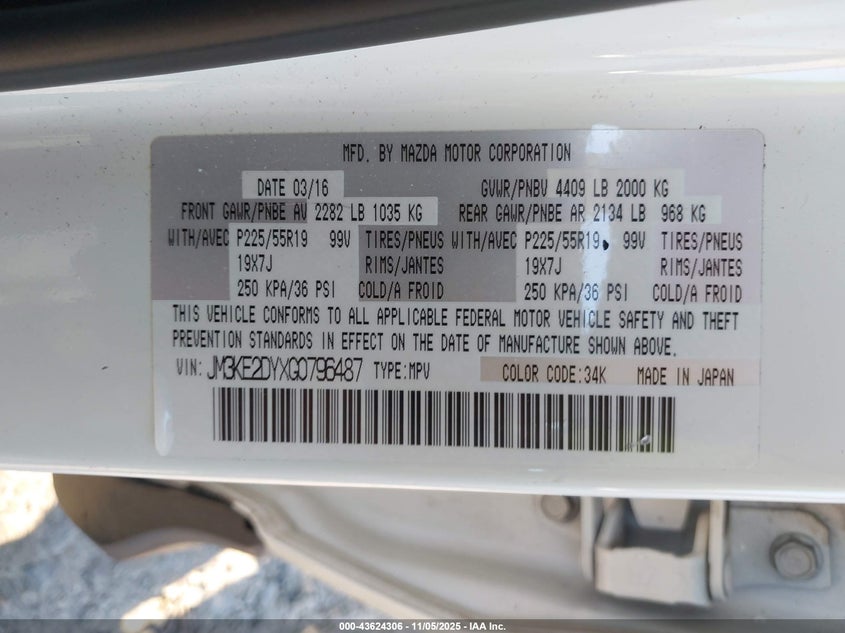 MFD. BY MAZDA MOTOR CORPORATION
DATE 03/16 GVWR/PNBV 4409 LB 2000 KG
FRONT GAWR/PNBE AV 2282 LB 1035 KG REAR GAWR/PNBE AR 2134 LB 968 KG
WITH/AVEC P225/55R19 99V TIRES/PNEUS WITH/AVEC P225/55R19 99V TIRES/PNEUS
19X7J RIMS/JANTES 19X7J RIMS/JANTES
250 KPA/36 PSI COLD/A FROID 250 KPA/36 PSI COLD/A FROID
THIS VEHICLE CONFORMS TO ALL APPLICABLE FEDERAL MOTOR VEHICLE SAFETY AND THEFT
PREVENTION STANDARDS IN EFFECT ON THE DATE OF MANUFACTURE SHOWN ABOVE.
VIN: JM3KE2DYXG0796487 TYPE:MPV COLOR CODE:34K MADE IN JAPAN
000-43624306 - 11/05/2025 - IAA Inc.